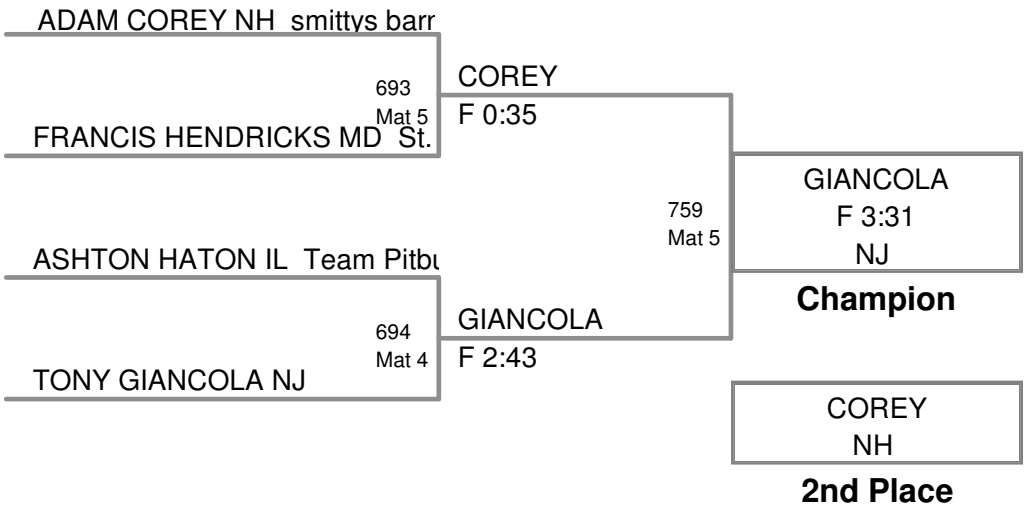 ADAM COREY NH smittys barr
693
Mat 5
FRANCIS HENDRICKS MD St.
COREY
F 0:35
ASHTON HATON IL Team Pitbu
694
Mat 4
TONY GIANCOLA NJ
GIANCOLA
F 2:43
759
Mat 5
GIANCOLA
F 3:31
NJ
Champion
COREY
NH
2nd Place